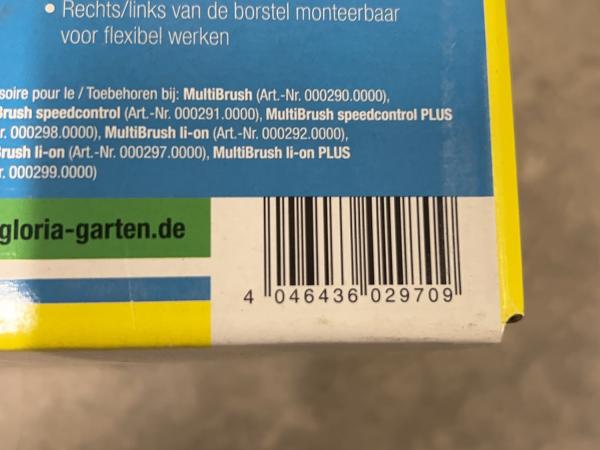 • Rechts/links van de borstel monteerbaar
voor flexibel werken
soire pour le / Toebehoren bij: MultiBrush (Art.-Nr. 000290.0000),
Brush speedcontrol (Art.-Nr. 000291.0000), MultiBrush speedcontrol PLUS
r. 000298.0000), MultiBrush li-on (Art.-Nr. 000292.0000),
Brush li-on (Art.-Nr. 000297.0000), MultiBrush li-on PLUS
r. 000299.0000)
gloria-garten.de
4 046436 029709